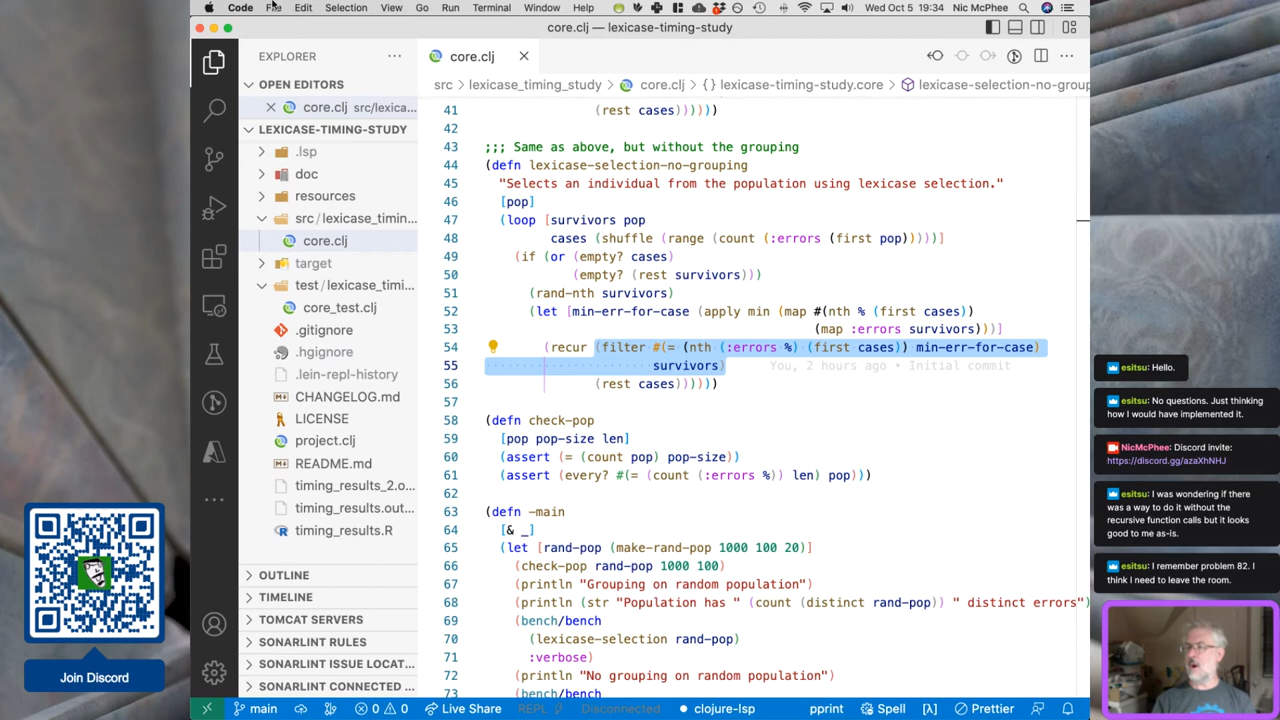 Code File Edit Selection View Go Run Terminal Window Help Wed Oct 5 19:34 Nic McPhee
core.clj — lexicase-timing-study
EXPLORER
OPEN EDITORS
core.clj src/lexica...
LEXICASE-TIMING-STUDY
.lsp
doc
resources
src / lexicase_timin...
core.clj
target
test / lexicase_timi...
core_test.clj
.gitignore
.hgignore
.lein-repl-history
CHANGELOG.md
LICENSE
project.clj
README.md
timing_results_2.o...
timing_results.out...
timing_results.R
OUTLINE
TIMELINE
TOMCAT SERVERS
SONARLINT RULES
SONARLINT ISSUE LOCAT...
SONARLINT CONNECTED ...
core.clj
src > lexicase_timing_study > core.clj > {} lexicase-timing-study.core > lexicase-selection-no-group
41 (rest cases))))))
42
43 ;;; Same as above, but without the grouping
44 (defn lexicase-selection-no-grouping
45 "Selects an individual from the population using lexicase selection."
46 [pop]
47 (loop [survivors pop
48 cases (shuffle (range (count (:errors (first pop)))))]
49 (if (or (empty? cases)
50 (empty? (rest survivors)))
51 (rand-nth survivors)
52 (let [min-err-for-case (apply min (map #(nth % (first cases))
53 (map :errors survivors)))]
54 (recur (filter #(= (nth (:errors %) (first cases)) min-err-for-case)
55 survivors) You, 2 hours ago • Initial commit
56 (rest cases))))))
57
58 (defn check-pop
59 [pop pop-size len]
60 (assert (= (count pop) pop-size))
61 (assert (every? #(= (count (:errors %)) len) pop)))
62
63 (defn -main
64 [& _]
65 (let [rand-pop (make-rand-pop 1000 100 20)]
66 (check-pop rand-pop 1000 100)
67 (println "Grouping on random population")
68 (println (str "Population has " (count (distinct rand-pop)) " distinct errors")
69 (bench/bench
70 (lexicase-selection rand-pop)
71 :verbose)
72 (println "No grouping on random population")
73 (bench/bench
main 0 0 Live Share REPL Disconnected clojure-lsp pprint Spell [λ] Prettier
Join Discord
esitsu: Hello.
esitsu: No questions. Just thinking
how I would have implemented it.
NicMcPhee: Discord invite:
https://discord.gg/azaXhNHJ
esitsu: I was wondering if there
was a way to do it without the
recursive function calls but it looks
good to me as-is.
esitsu: I remember problem 82. I
think I need to leave the room.